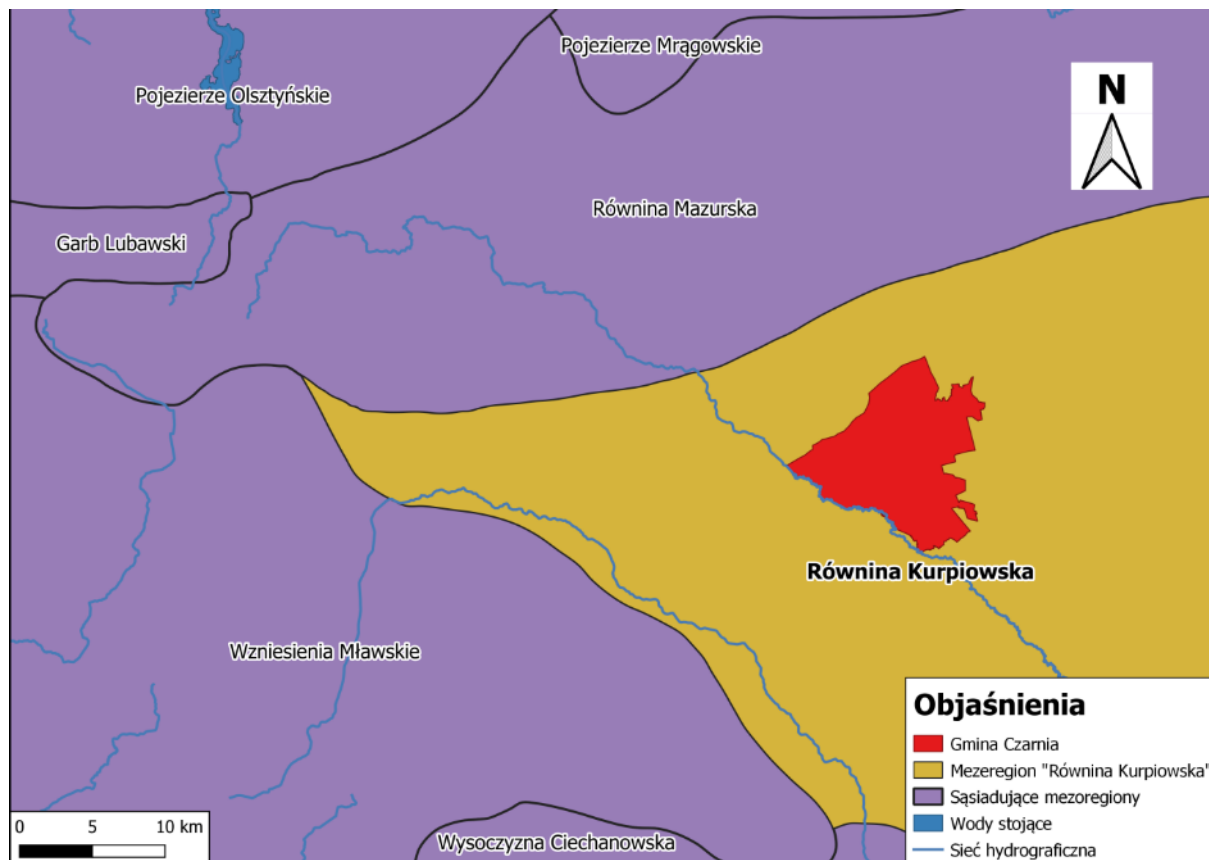 Pojezierze Mrągowskie
Pojezierze Olsztyńskie
N
Równina Mazurska
Garb Lubawski
Równina Kurpiowska
Wzniesienia Mławskie
Wysoczyzna Ciechanowska
0 5 10 km
Objaśnienia
Gmina Czarnia
Mezeregion "Równina Kurpiowska"
Sąsiadujące mezoregiony
Wody stojące
Sieć hydrograficzna